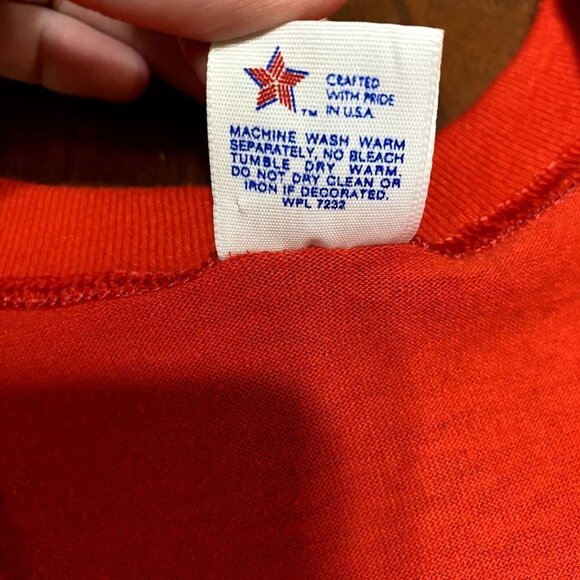 CRAFTED
WITH PRIDE
™ IN U.S.A.
MACHINE WASH WARM
SEPARATELY, NO BLEACH
TUMBLE DRY WARM.
DO NOT DRY CLEAN OR
IRON IF DECORATED.
WPL 7232